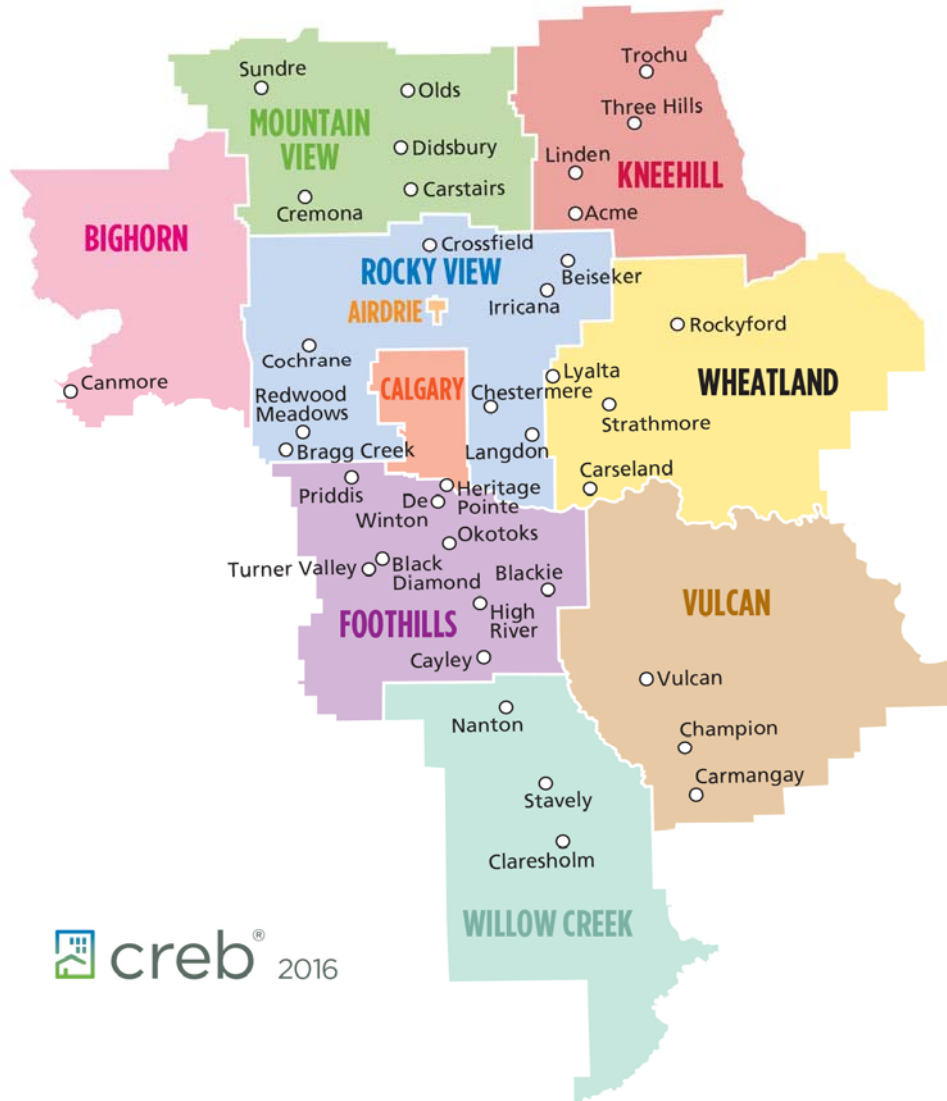 Trochu
Sundre
Olds
Three Hills
MOUNTAIN
VIEW
Didsbury
Linden
KNEEHILL
Carstairs
Cremona
Acme
BIGHORN
Crossfield
ROCKY VIEW
Beiseker
Irricana
AIRDRIE
Rockyford
Cochrane
Canmore
CALGARY
Lyalta
WHEATLAND
Redwood
Meadows
Chestermere
Strathmore
Bragg Creek
Langdon
Carseland
Priddis
Heritage
Pointe
De
Winton
Okotoks
Turner Valley
Black
Diamond
Blackie
VULCAN
FOOTHILLS
High
River
Cayley
Vulcan
Nanton
Champion
Carmangay
Stavely
Claresholm
WILLOW CREEK
creb® 2016